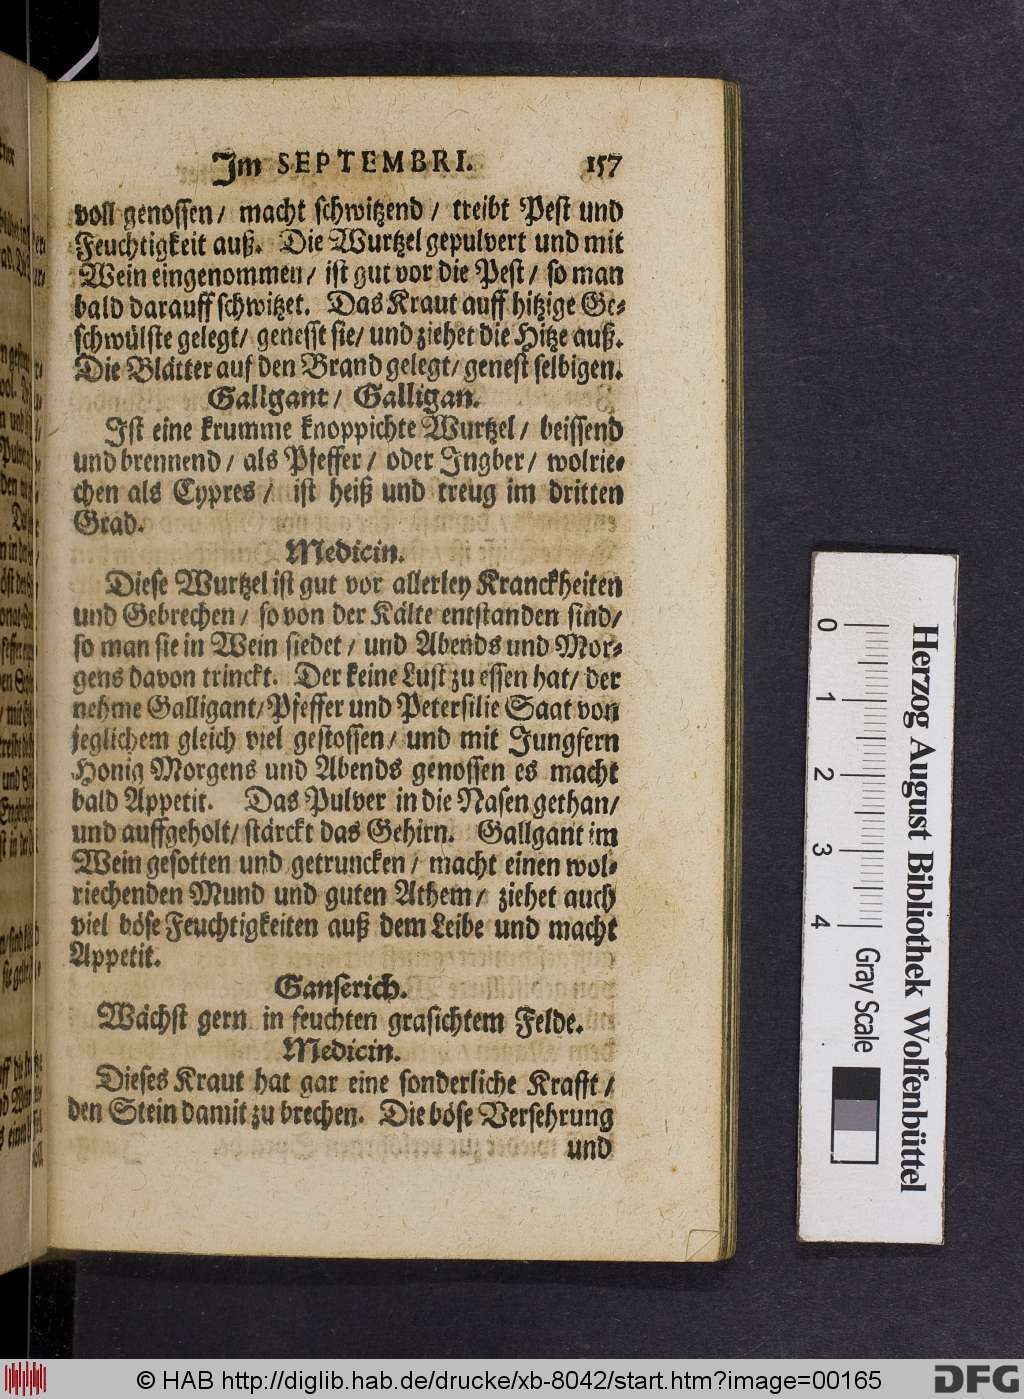 Im SEPTEMBRI. 157
voll genossen/ macht schwitzend/ treibt Pest und
Feuchtigkeit auß. Die Wurtzel gepulvert und mit
Wein eingenommen/ ist gut vor die Pest/ so man
bald darauff schwitzet. Das Kraut auff hitzige Ge-
schwülste gelegt/ genesst sie/ und ziehet die Hitze auß.
Die Blätter auf den Brand gelegt/ genest selbigen.
Gallgant/ Galligan.
Ist eine krumme knoppichte Wurtzel/ beissend
und brennend/ als Pfeffer/ oder Ingber/ wolrie-
chen als Cypres/ ist heiß und treug im dritten
Grad.
Medicin.
Diese Wurtzel ist gut vor allerley Kranckheiten
und Gebrechen/ so von der Kälte entstanden sind/
so man sie in Wein siedet/ und Abends und Mor-
gens davon trinckt. Der keine Lust zu essen hat/ der
nehme Galligant/ Pfeffer und Petersilie Saat von
jeglichem gleich viel gestossen/ und mit Jungfern
Honig Morgens und Abends genossen es macht
bald Appetit. Das Pulver in die Nasen gethan/
und auffgeholt/ stärckt das Gehirn. Gallgant im
Wein gesotten und getruncken/ macht einen wol-
riechenden Mund und guten Athem/ ziehet auch
viel böse Feuchtigkeiten auß dem Leibe und macht
Appetit.
Ganserich.
Wächst gern in feuchten grasichtem Felde.
Medicin.
Dieses Kraut hat gar eine sonderliche Krafft/
den Stein damit zu brechen. Die böse Versehrung
und
0 1 2 3 4
Herzog August Bibliothek Wolfenbüttel
Gray Scale
© HAB http://diglib.hab.de/drucke/xb-8042/start.htm?image=00165
DFG